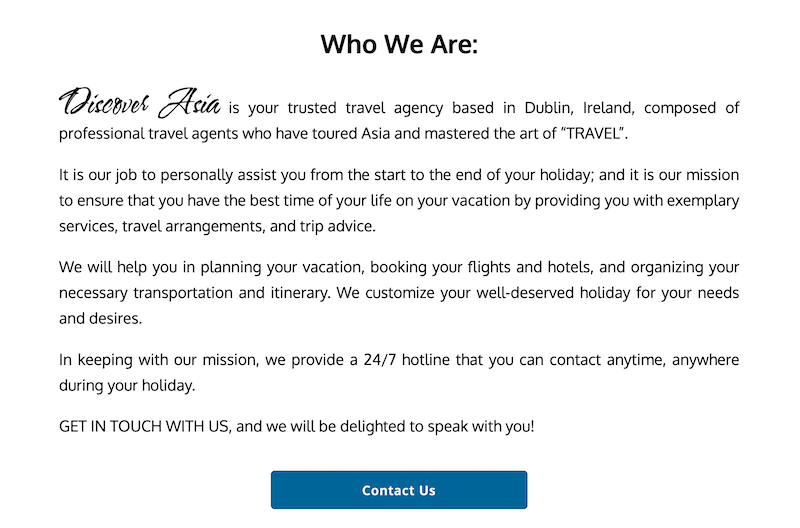 Who We Are:
Discover Asia is your trusted travel agency based in Dublin, Ireland, composed of
professional travel agents who have toured Asia and mastered the art of “TRAVEL”.
It is our job to personally assist you from the start to the end of your holiday; and it is our mission
to ensure that you have the best time of your life on your vacation by providing you with exemplary
services, travel arrangements, and trip advice.
We will help you in planning your vacation, booking your flights and hotels, and organizing your
necessary transportation and itinerary. We customize your well-deserved holiday for your needs
and desires.
In keeping with our mission, we provide a 24/7 hotline that you can contact anytime, anywhere
during your holiday.
GET IN TOUCH WITH US, and we will be delighted to speak with you!
Contact Us